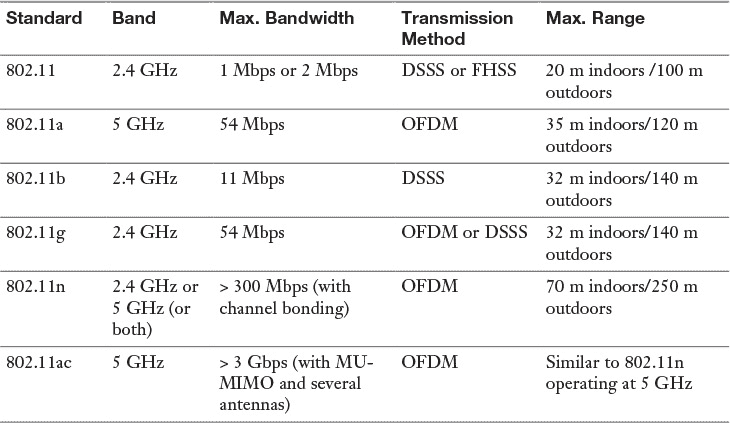 Standard Band Max. Bandwidth Transmission Method Max. Range
802.11 2.4 GHz 1 Mbps or 2 Mbps DSSS or FHSS 20 m indoors /100 m
outdoors
802.11a 5 GHz 54 Mbps OFDM 35 m indoors/120 m
outdoors
802.11b 2.4 GHz 11 Mbps DSSS 32 m indoors/140 m
outdoors
802.11g 2.4 GHz 54 Mbps OFDM or DSSS 32 m indoors/140 m
outdoors
802.11n 2.4 GHz or > 300 Mbps (with OFDM 70 m indoors/250 m
5 GHz (or channel bonding) outdoors
both)
802.11ac 5 GHz > 3 Gbps (with MU- OFDM Similar to 802.11n
MIMO and several operating at 5 GHz
antennas)